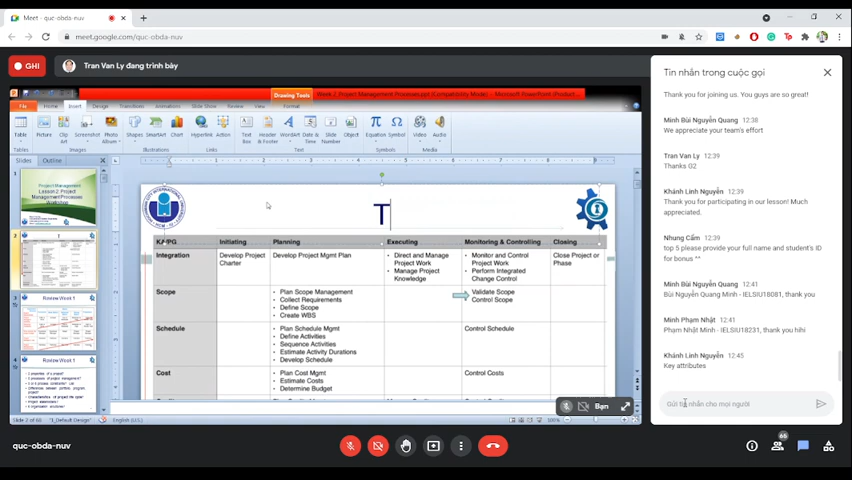 Meet - quc-obda-nuv
meet.google.com/quc-obda-nuv
GHI
Tran Van Ly đang trình bày
Drawing Tools
Week 2_Project Management Processes.ppt [Compatibility Mode] - Microsoft PowerPoint (Product
File
Home
Insert
Design
Transitions
Animations
Slide Show
Review
View
Format
Table
Picture
Clip Art
Screenshot
Photo Album
Shapes
SmartArt
Chart
Hyperlink
Action
Text Box
Header & Footer
WordArt
Date & Time
Slide Number
Object
Equation
Symbol
Video
Audio
Tables
Images
Illustrations
Links
Text
Symbols
Media
Slides
Outline
1
Project Management
Lesson 2: Project
Management Processes
Workshop
2
3
Review Week 1
4
Review Week 1
T
KA/PG
Initiating
Planning
Executing
Monitoring & Controlling
Closing
Integration
Develop Project Charter
Develop Project Mgmt Plan
• Direct and Manage Project Work
• Manage Project Knowledge
• Monitor and Control Project Work
• Perform Integrated Change Control
Close Project or Phase
Scope
• Plan Scope Management
• Collect Requirements
• Define Scope
• Create WBS
Validate Scope
Control Scope
Schedule
• Plan Schedule Mgmt
• Define Activities
• Sequence Activities
• Estimate Activity Durations
• Develop Schedule
Control Schedule
Cost
• Plan Cost Mgmt
• Estimate Costs
• Determine Budget
Control Costs
English (U.S.)
Bạn
Tin nhắn trong cuộc gọi
Thank you for joining us. You guys are so great!!
Minh Bùi Nguyễn Quang 12:38
We appreciate your team's effort
Tran Van Ly 12:39
Thanks G2
Khánh Linh Nguyễn 12:39
Thank you for participating in our lesson! Much
appreciated.
Nhung Cấm 12:39
top 5 please provide your full name and student's ID
for bonus ^^
Minh Bùi Nguyễn Quang 12:41
Bùi Nguyễn Quang Minh - IELSIU18081, thank you
Minh Phạm Nhật 12:41
Phạm Nhật Minh - IELSIU18231, thank you hihi
Khánh Linh Nguyễn 12:45
Key attributes
Gửi tin nhắn cho mọi người
quc-obda-nuv